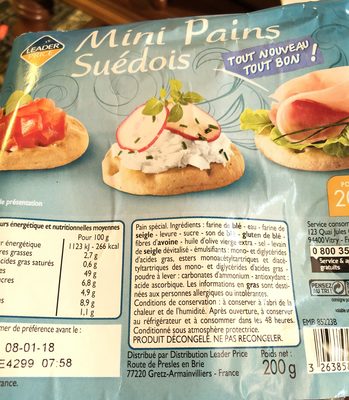 LEADER
PRICE
Mini Pains
Suédois
TOUT NOUVEAU
TOUT BON !
de présentation
urs énergétique et nutritionnelles moyennes
Pour 100 g
énergétique 1123 kJ - 266 kcal
ères grasses 2,7 g
cides gras saturés 0,6 g
49 g
ucres 6,8 g
4,9 g
8,9 g
1,1 g
Pain spécial. Ingrédients : farine de blé - eau - farine de
seigle - levure - sucre - son de blé - gluten de blé -
fibres d'avoine - huile d'olive vierge extra - sel - levain
de seigle dévitalisé - émulsifiants : mono- et diglycérides
d'acides gras, esters monoacétyltartriques et diacé-
tyltartriques des mono- et diglycérides d'acides gras -
poudre à lever : carbonates d'ammonium - antioxydant :
acide ascorbique. Les informations en gras sont desti-
nées aux personnes allergiques ou intolérantes.
Conditions de conservation : à conserver à l'abri de la
chaleur et de l'humidité. Après ouverture, à conserver
au réfrigérateur et à consommer dans les 48 heures.
Conditionné sous atmosphère protectrice.
PRODUIT DÉCONGELÉ. NE PAS RECONGELER.
mer de préférence avant le :
08-01-18
E4299 07:58
rance.
Distribué par Distribution Leader Price
Route de Presles en Brie
77220 Gretz-Armainvilliers - France
Poids net :
200 g
Service consom
123 Quai Jules
94400 Vitry - F
0 800 35
Service &
gratuits
PENSEZ
AU TRI !
EMB 85223B
3 263858